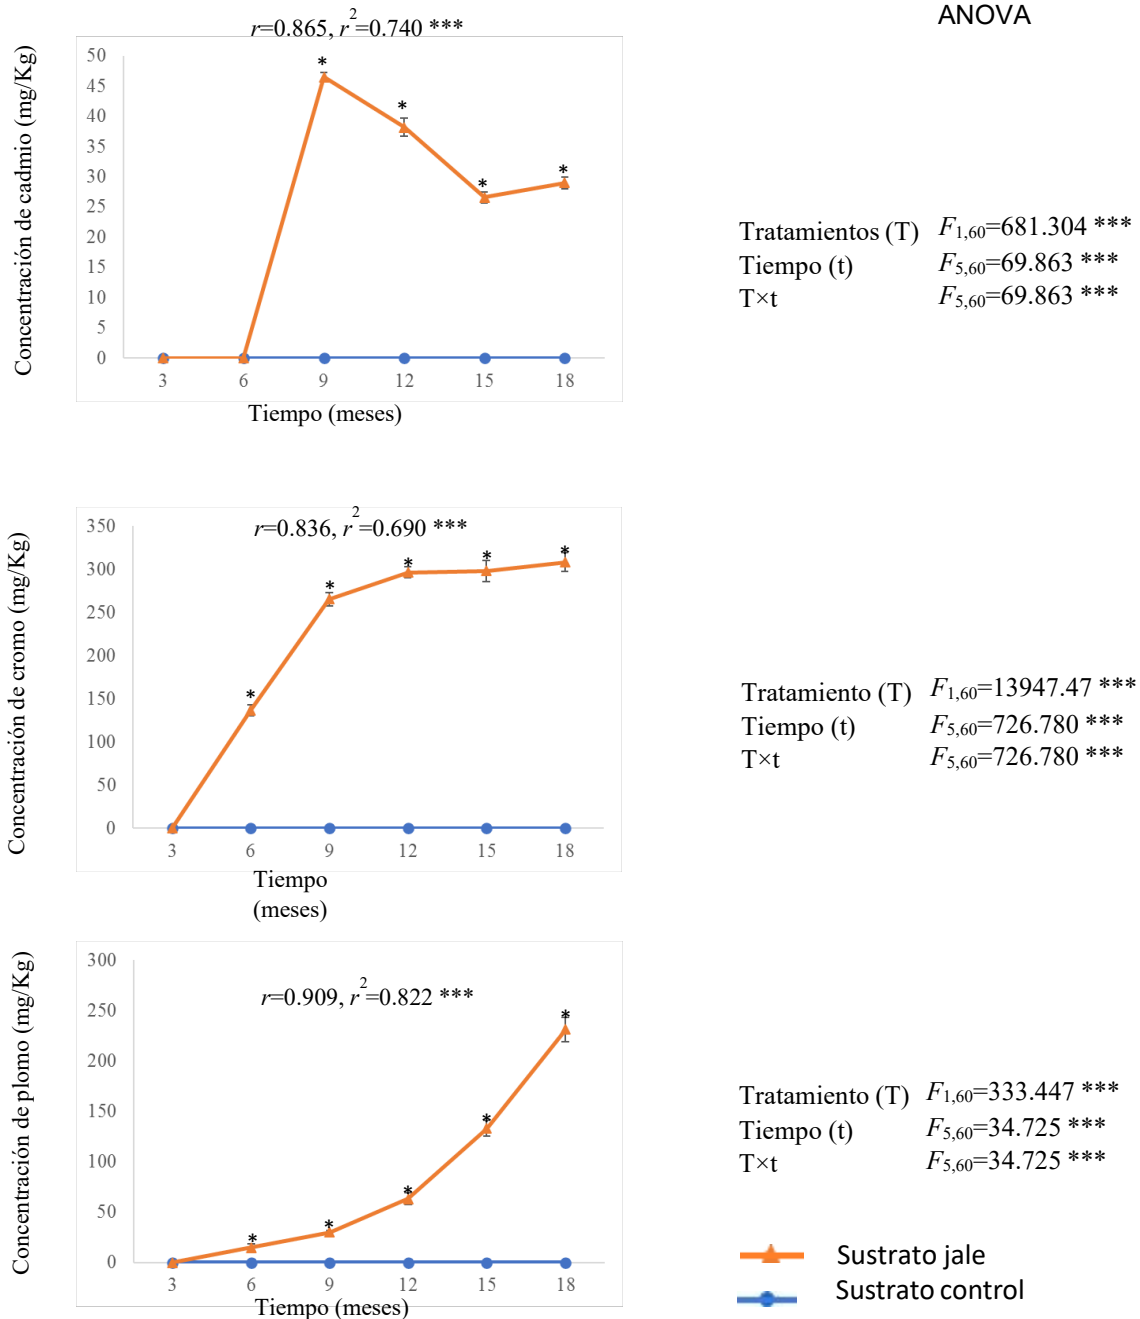 ANOVA
r=0.865, r²=0.740 ***
Concentración de cadmio (mg/Kg)
50
45
40
35
30
25
20
15
10
5
0
*
*
*
*
3 6 9 12 15 18
Tiempo (meses)
Tratamientos (T) F1,60=681.304 ***
Tiempo (t) F5,60=69.863 ***
T×t F5,60=69.863 ***
r=0.836, r²=0.690 ***
Concentración de cromo (mg/Kg)
350
300
250
200
150
100
50
0
*
*
*
*
*
3 6 9 12 15 18
Tiempo
(meses)
Tratamiento (T) F1,60=13947.47 ***
Tiempo (t) F5,60=726.780 ***
T×t F5,60=726.780 ***
r=0.909, r²=0.822 ***
Concentración de plomo (mg/Kg)
300
250
200
150
100
50
0
*
*
*
*
*
3 6 9 12 15 18
Tiempo (meses)
Tratamiento (T) F1,60=333.447 ***
Tiempo (t) F5,60=34.725 ***
T×t F5,60=34.725 ***
Sustrato jale
Sustrato control